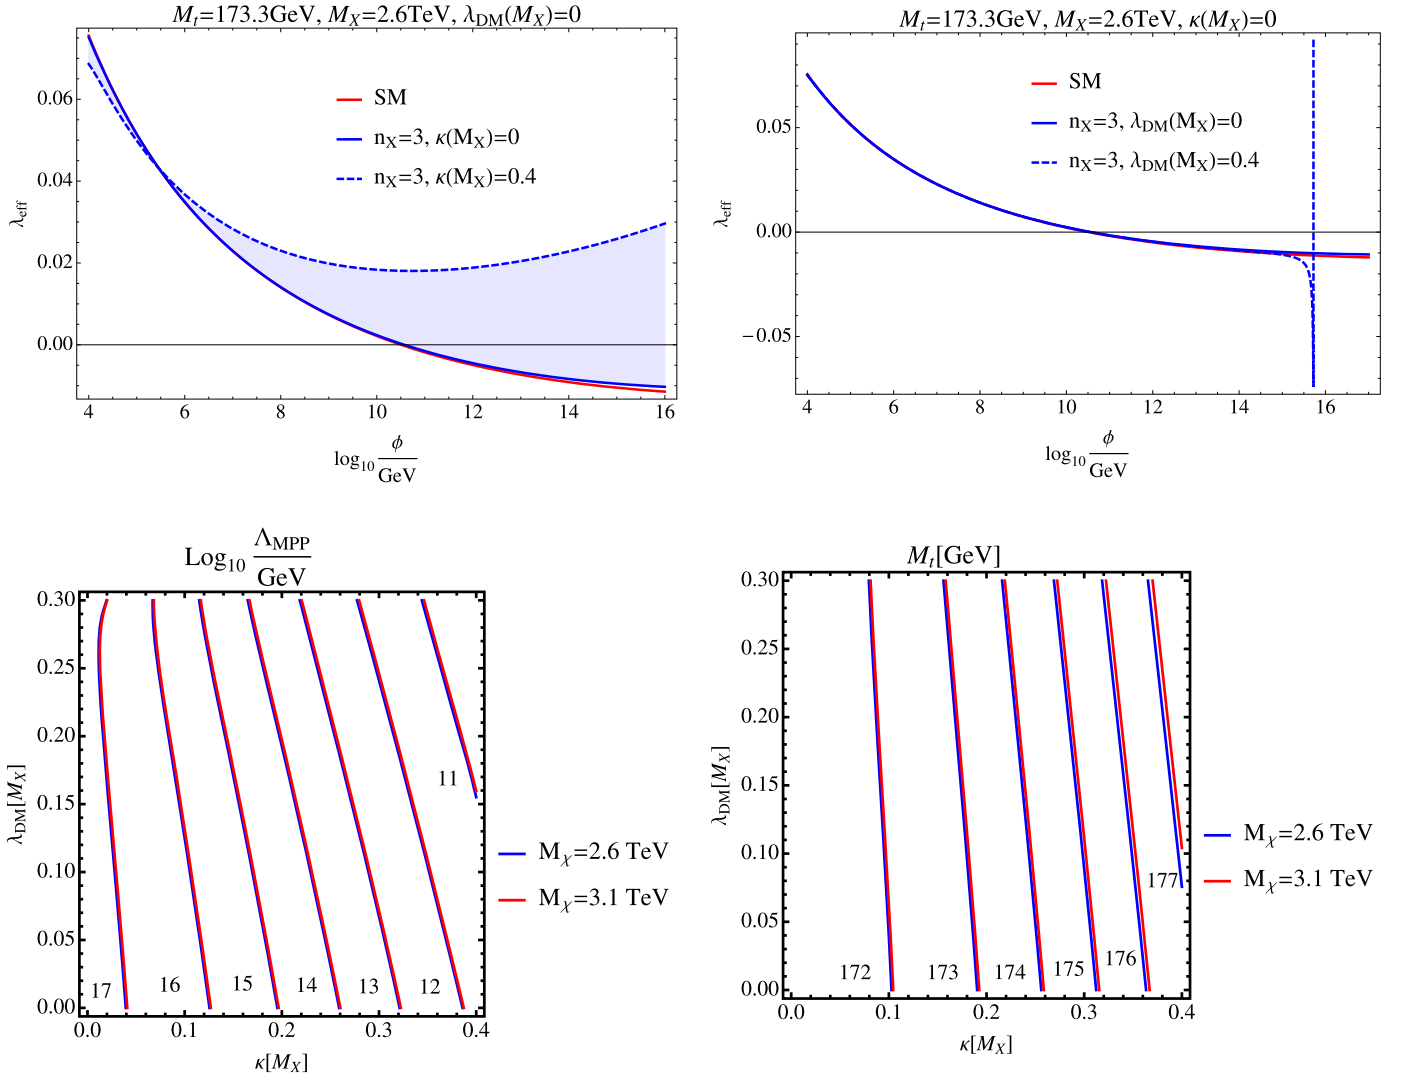 M_t=173.3GeV, M_X=2.6TeV, λ_DM(M_X)=0
0.06
0.04
0.02
0.00
λ_eff
SM
n_X=3, κ(M_X)=0
n_X=3, κ(M_X)=0.4
4 6 8 10 12 14 16
log_10 ϕ/GeV
M_t=173.3GeV, M_X=2.6TeV, κ(M_X)=0
0.05
0.00
−0.05
λ_eff
SM
n_X=3, λ_DM(M_X)=0
n_X=3, λ_DM(M_X)=0.4
4 6 8 10 12 14 16
log_10 ϕ/GeV
Log_10 Λ_MPP/GeV
0.30
0.25
0.20
0.15
0.10
0.05
0.00
λ_DM[M_X]
11
17 16 15 14 13 12
0.0 0.1 0.2 0.3 0.4
κ[M_X]
M_χ=2.6 TeV
M_χ=3.1 TeV
M_t[GeV]
0.30
0.25
0.20
0.15
0.10
0.05
0.00
λ_DM[M_X]
177
172 173 174 175 176
0.0 0.1 0.2 0.3 0.4
κ[M_X]
M_χ=2.6 TeV
M_χ=3.1 TeV